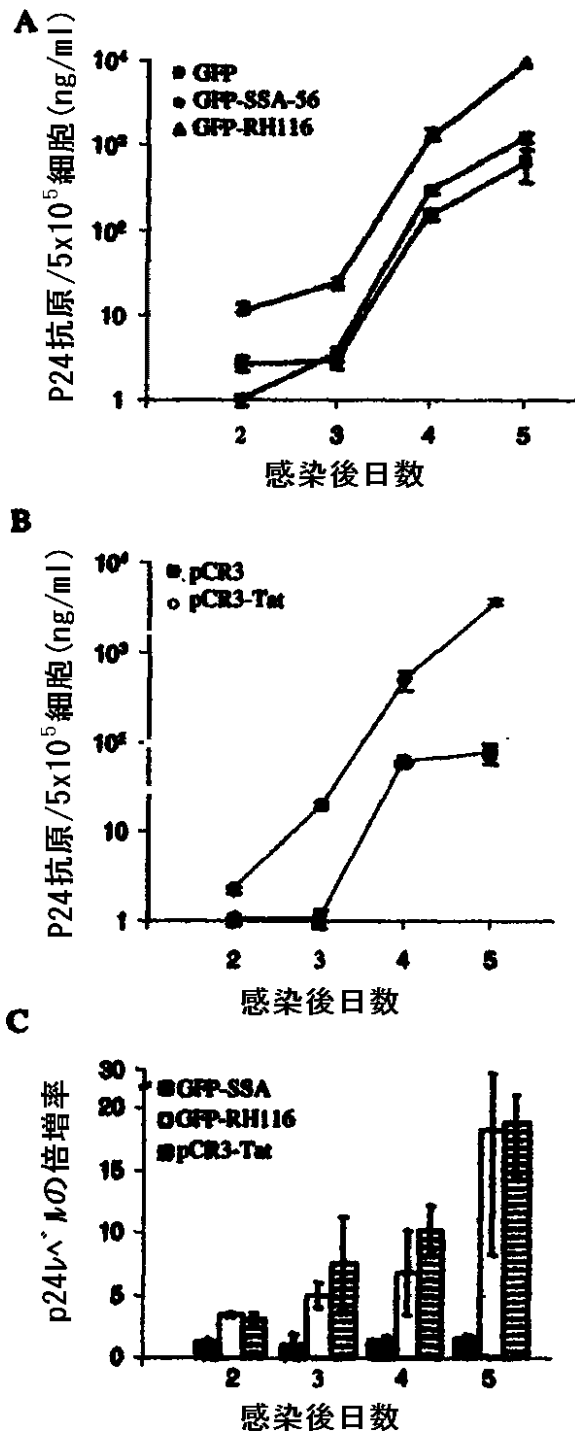 A
P24抗原/5x10⁵細胞(ng/ml)
10⁴
10³
10²
10
1
GFP
GFP-SSA-56
GFP-RH116
2 3 4 5
感染後日数
B
P24抗原/5x10⁵細胞(ng/ml)
10⁴
10³
10²
10
1
pCR3
pCR3-Tat
2 3 4 5
感染後日数
C
p24レベルの倍増率
30
20
15
10
5
0
GFP-SSA
GFP-RH116
pCR3-Tat
2 3 4 5
感染後日数